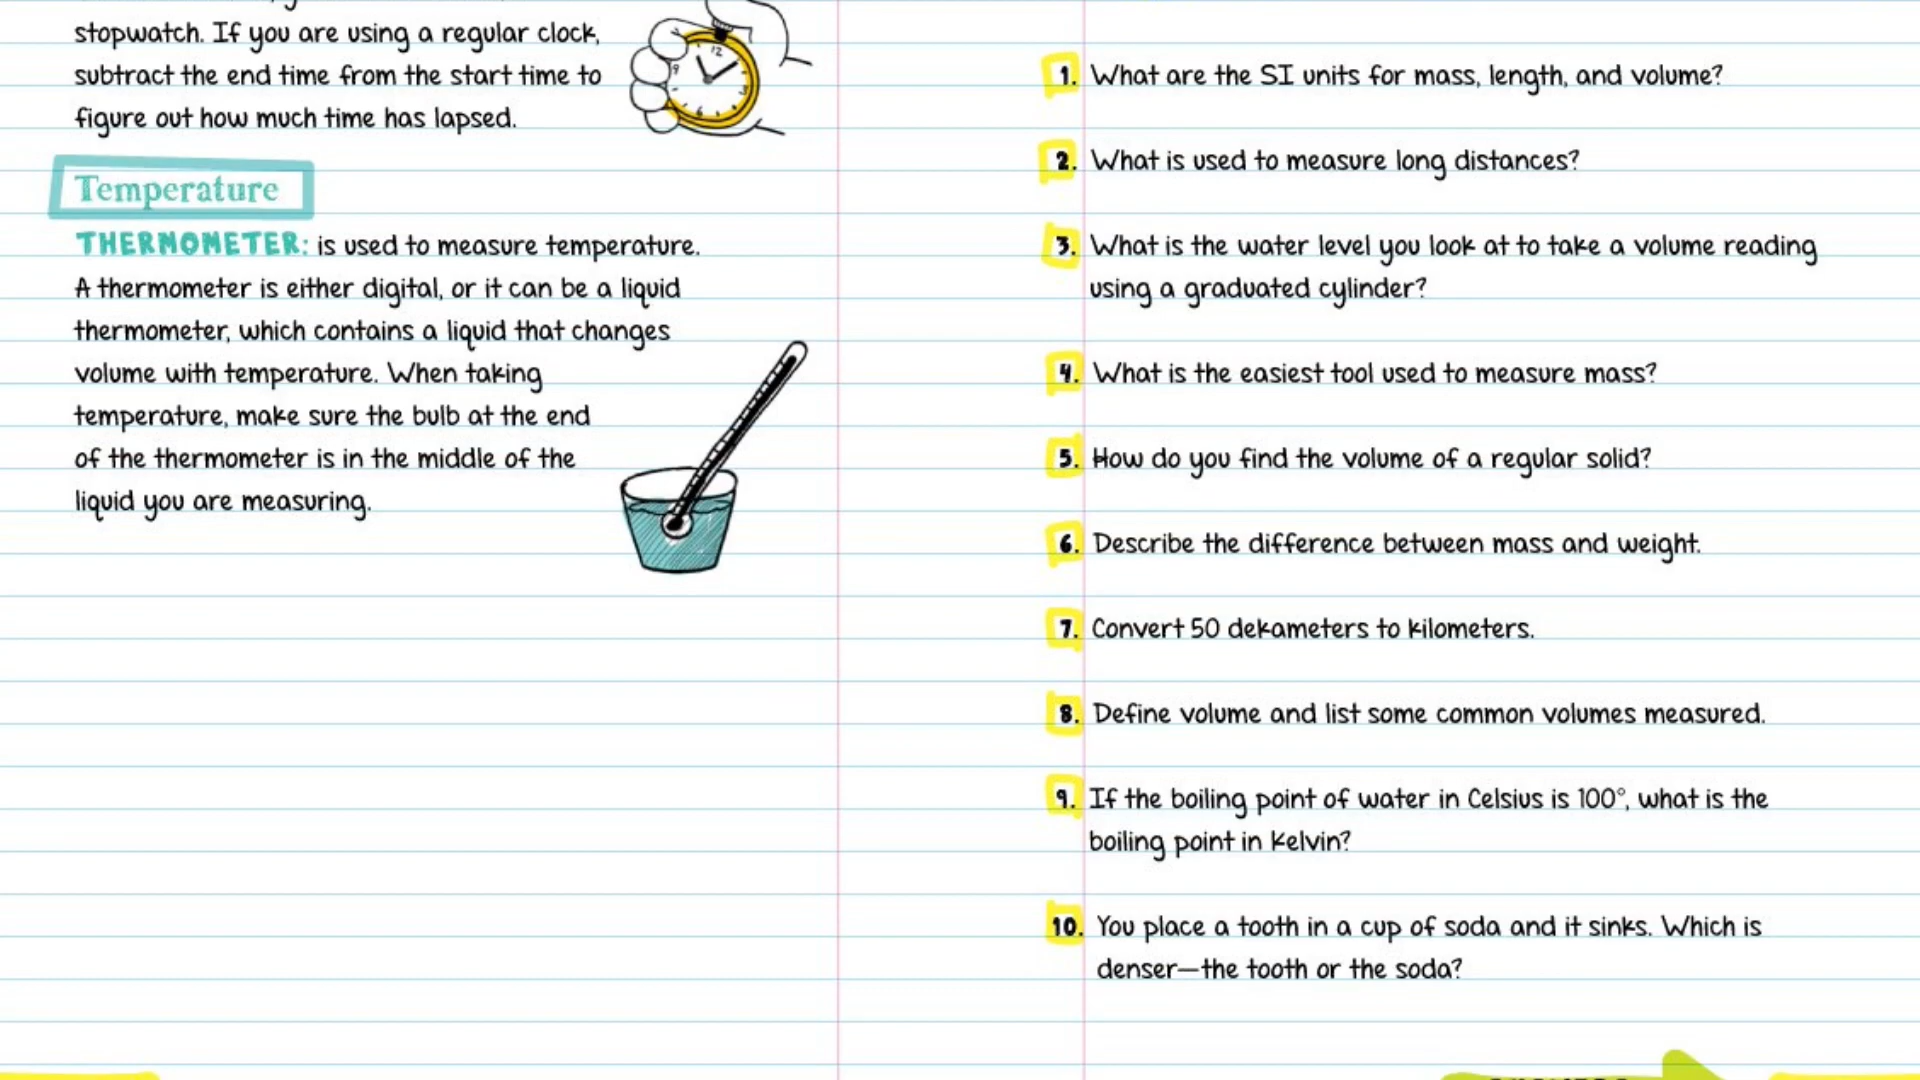 stopwatch. If you are using a regular clock,
subtract the end time from the start time to
figure out how much time has lapsed.
12
9
3
6
Temperature
THERMOMETER: is used to measure temperature.
A thermometer is either digital, or it can be a liquid
thermometer, which contains a liquid that changes
volume with temperature. When taking
temperature, make sure the bulb at the end
of the thermometer is in the middle of the
liquid you are measuring.
1. What are the SI units for mass, length, and volume?
2. What is used to measure long distances?
3. What is the water level you look at to take a volume reading
using a graduated cylinder?
4. What is the easiest tool used to measure mass?
5. How do you find the volume of a regular solid?
6. Describe the difference between mass and weight.
7. Convert 50 dekameters to kilometers.
8. Define volume and list some common volumes measured.
9. If the boiling point of water in Celsius is 100°, what is the
boiling point in Kelvin?
10. You place a tooth in a cup of soda and it sinks. Which is
denser—the tooth or the soda?